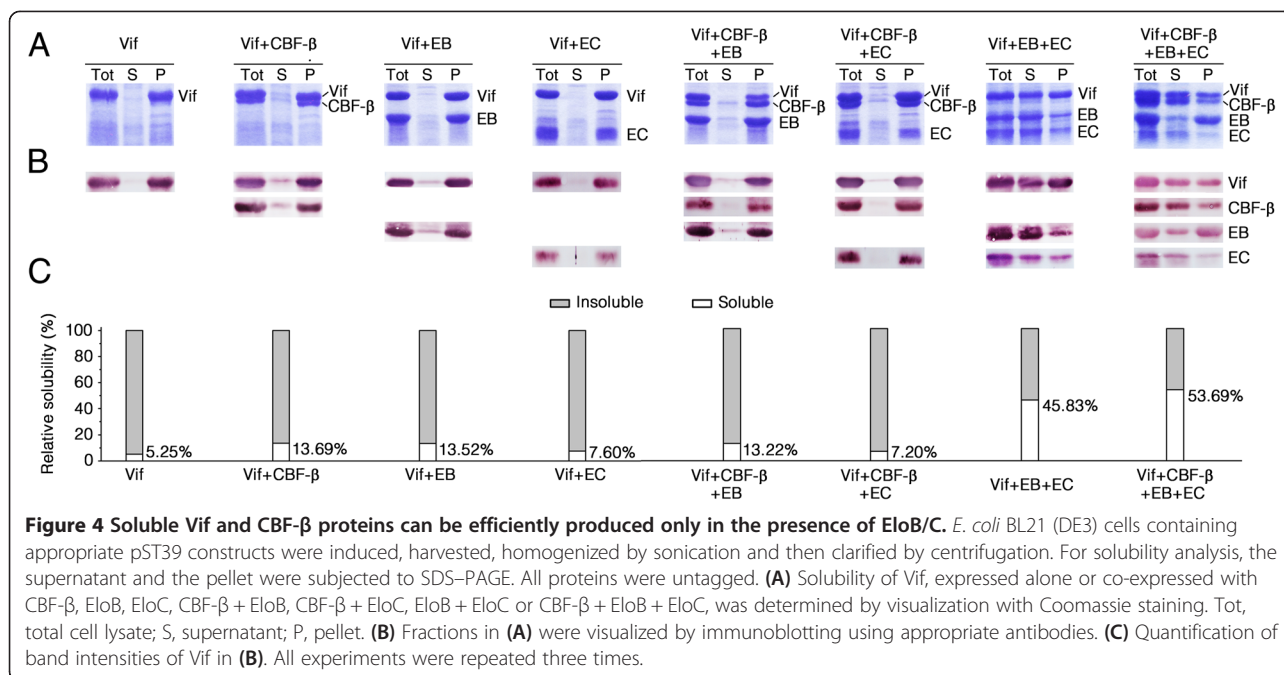 A
Vif
Vif+CBF-β
Vif+EB
Vif+EC
Vif+CBF-β
+EB
Vif+CBF-β
+EC
Vif+EB+EC
Vif+CBF-β
+EB+EC
Tot S P
Tot S P
Tot S P
Tot S P
Tot S P
Tot S P
Tot S P
Tot S P
Vif
Vif
CBF-β
Vif
EB
Vif
EC
Vif
CBF-β
EB
Vif
CBF-β
EC
Vif
EB
EC
Vif
CBF-β
EB
EC
B
Vif
CBF-β
EB
EC
C
Insoluble
Soluble
Relative solubility (%)
100
80
60
40
20
0
5.25%
13.69%
13.52%
7.60%
13.22%
7.20%
45.83%
53.69%
Vif
Vif+CBF-β
Vif+EB
Vif+EC
Vif+CBF-β
+EB
Vif+CBF-β
+EC
Vif+EB+EC
Vif+CBF-β
+EB+EC
Figure 4 Soluble Vif and CBF-β proteins can be efficiently produced only in the presence of EloB/C. E. coli BL21 (DE3) cells containing
appropriate pST39 constructs were induced, harvested, homogenized by sonication and then clarified by centrifugation. For solubility analysis, the
supernatant and the pellet were subjected to SDS–PAGE. All proteins were untagged. (A) Solubility of Vif, expressed alone or co-expressed with
CBF-β, EloB, EloC, CBF-β + EloB, CBF-β + EloC, EloB + EloC or CBF-β + EloB + EloC, was determined by visualization with Coomassie staining. Tot,
total cell lysate; S, supernatant; P, pellet. (B) Fractions in (A) were visualized by immunoblotting using appropriate antibodies. (C) Quantification of
band intensities of Vif in (B). All experiments were repeated three times.